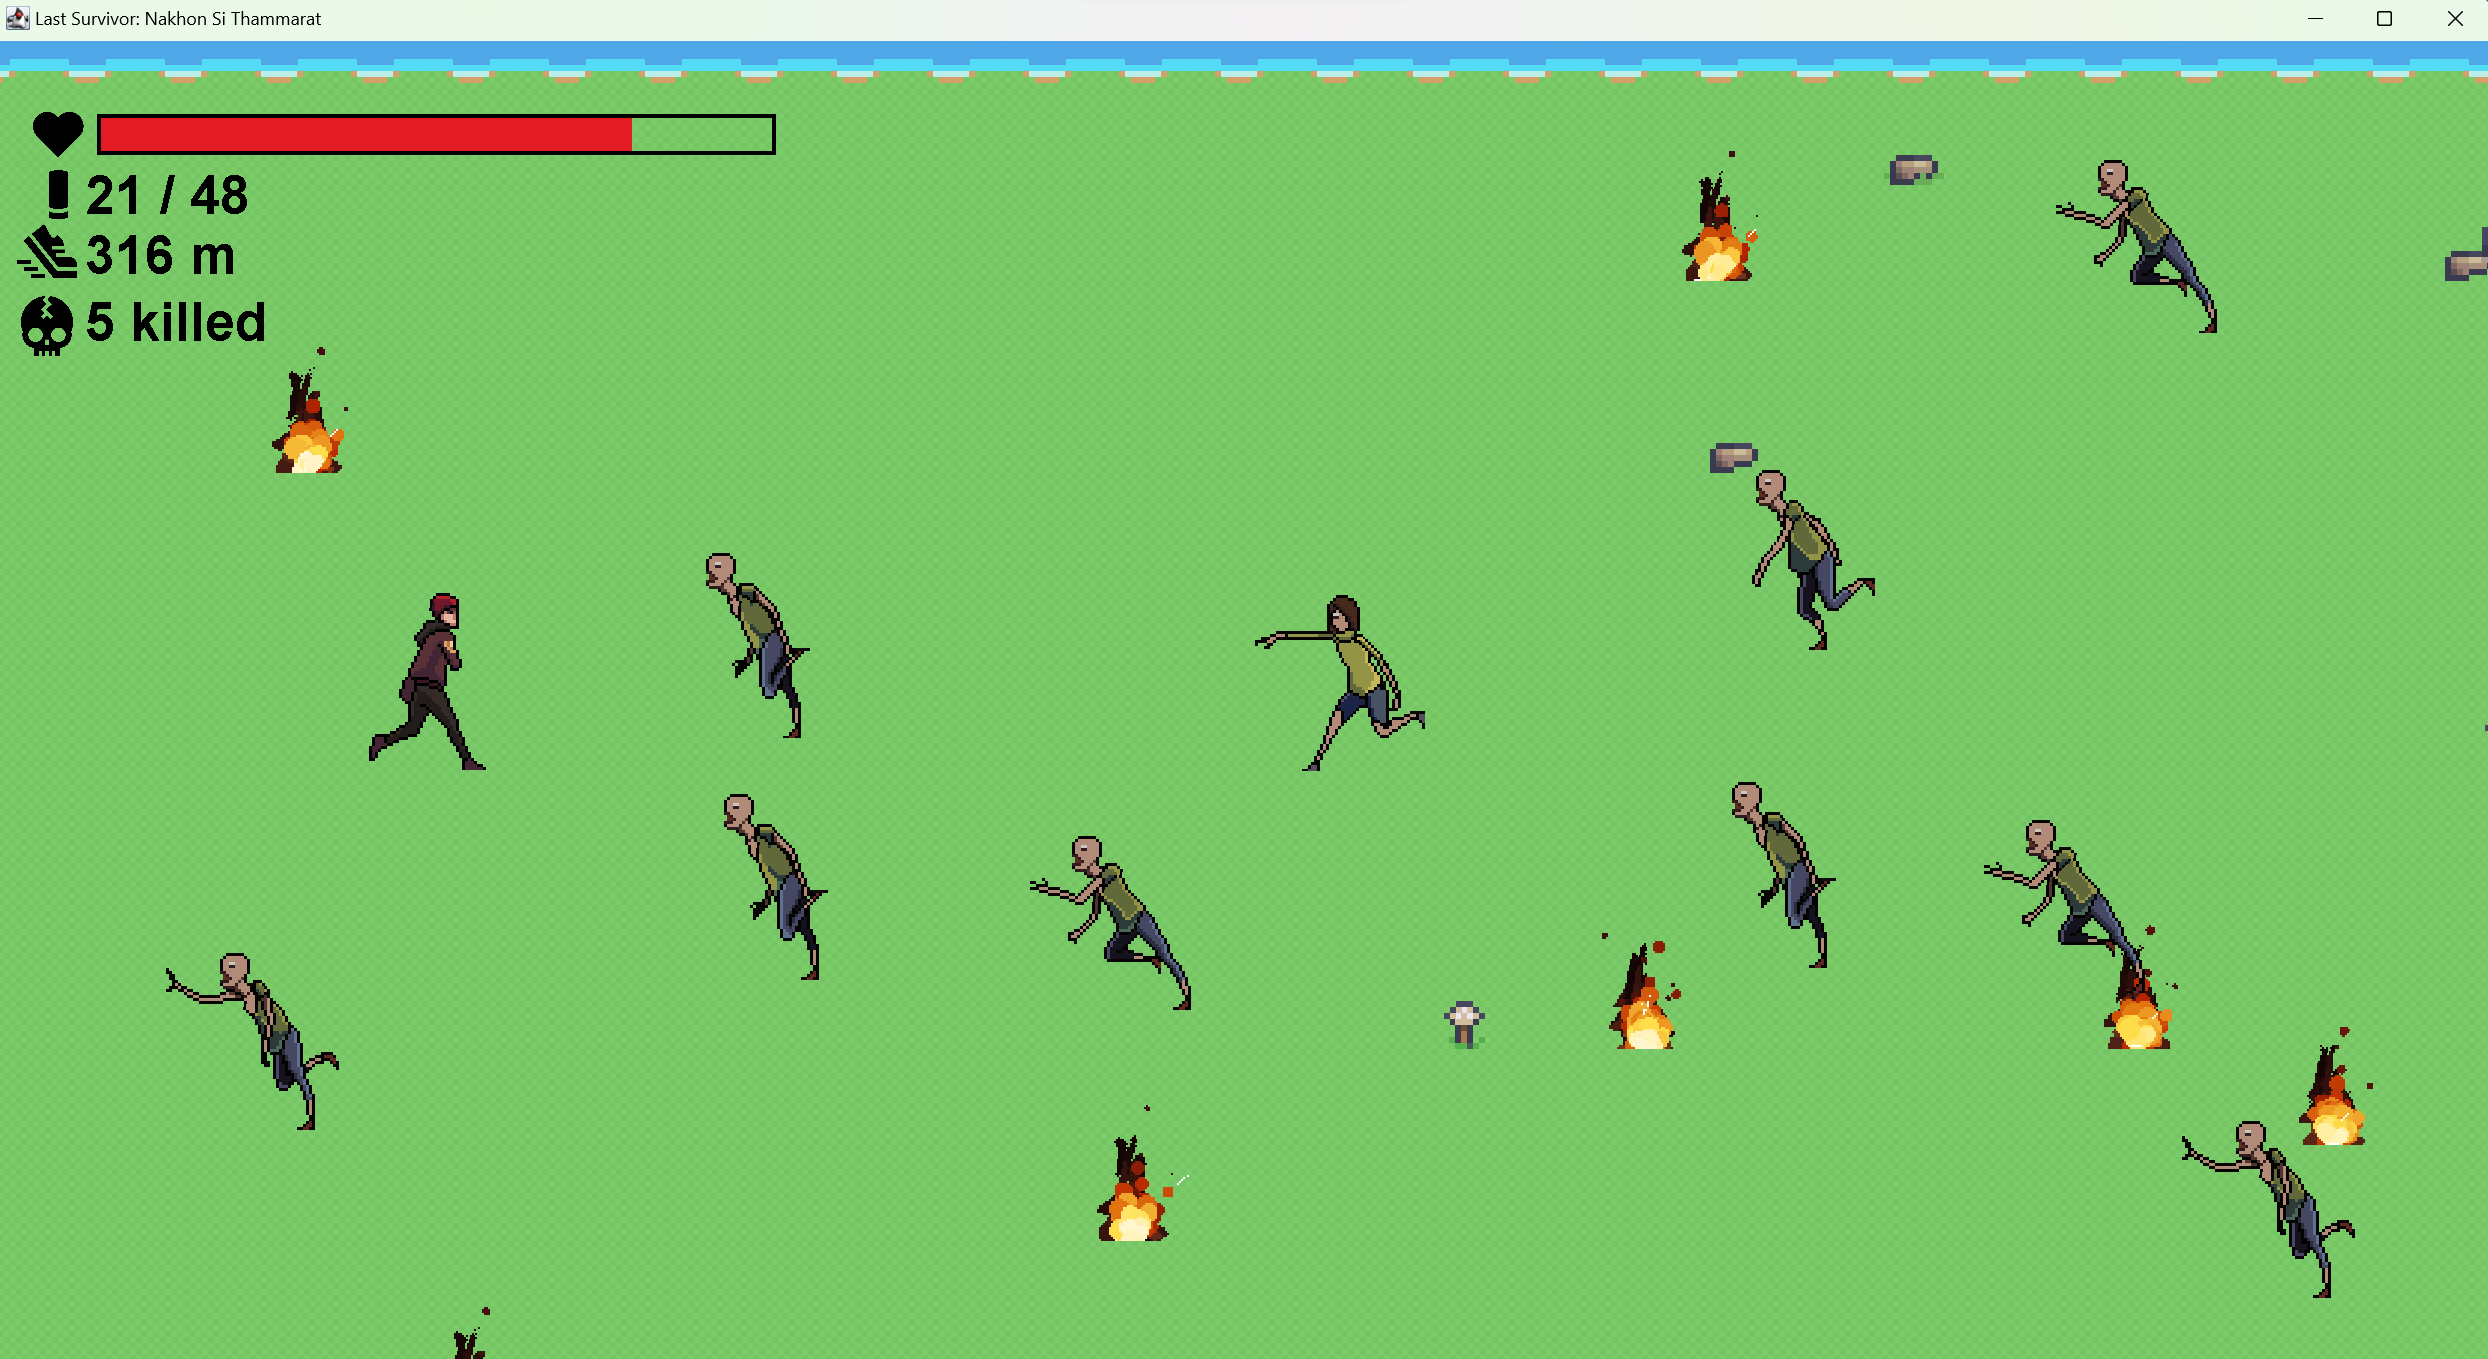 Last Survivor: Nakhon Si Thammarat
21 / 48
316 m
5 killed